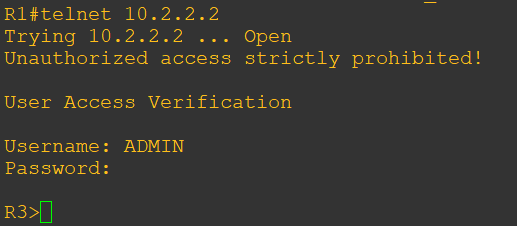 R1#telnet 10.2.2.2
Trying 10.2.2.2 ... Open
Unauthorized access strictly prohibited!
User Access Verification
Username: ADMIN
Password:
R3>